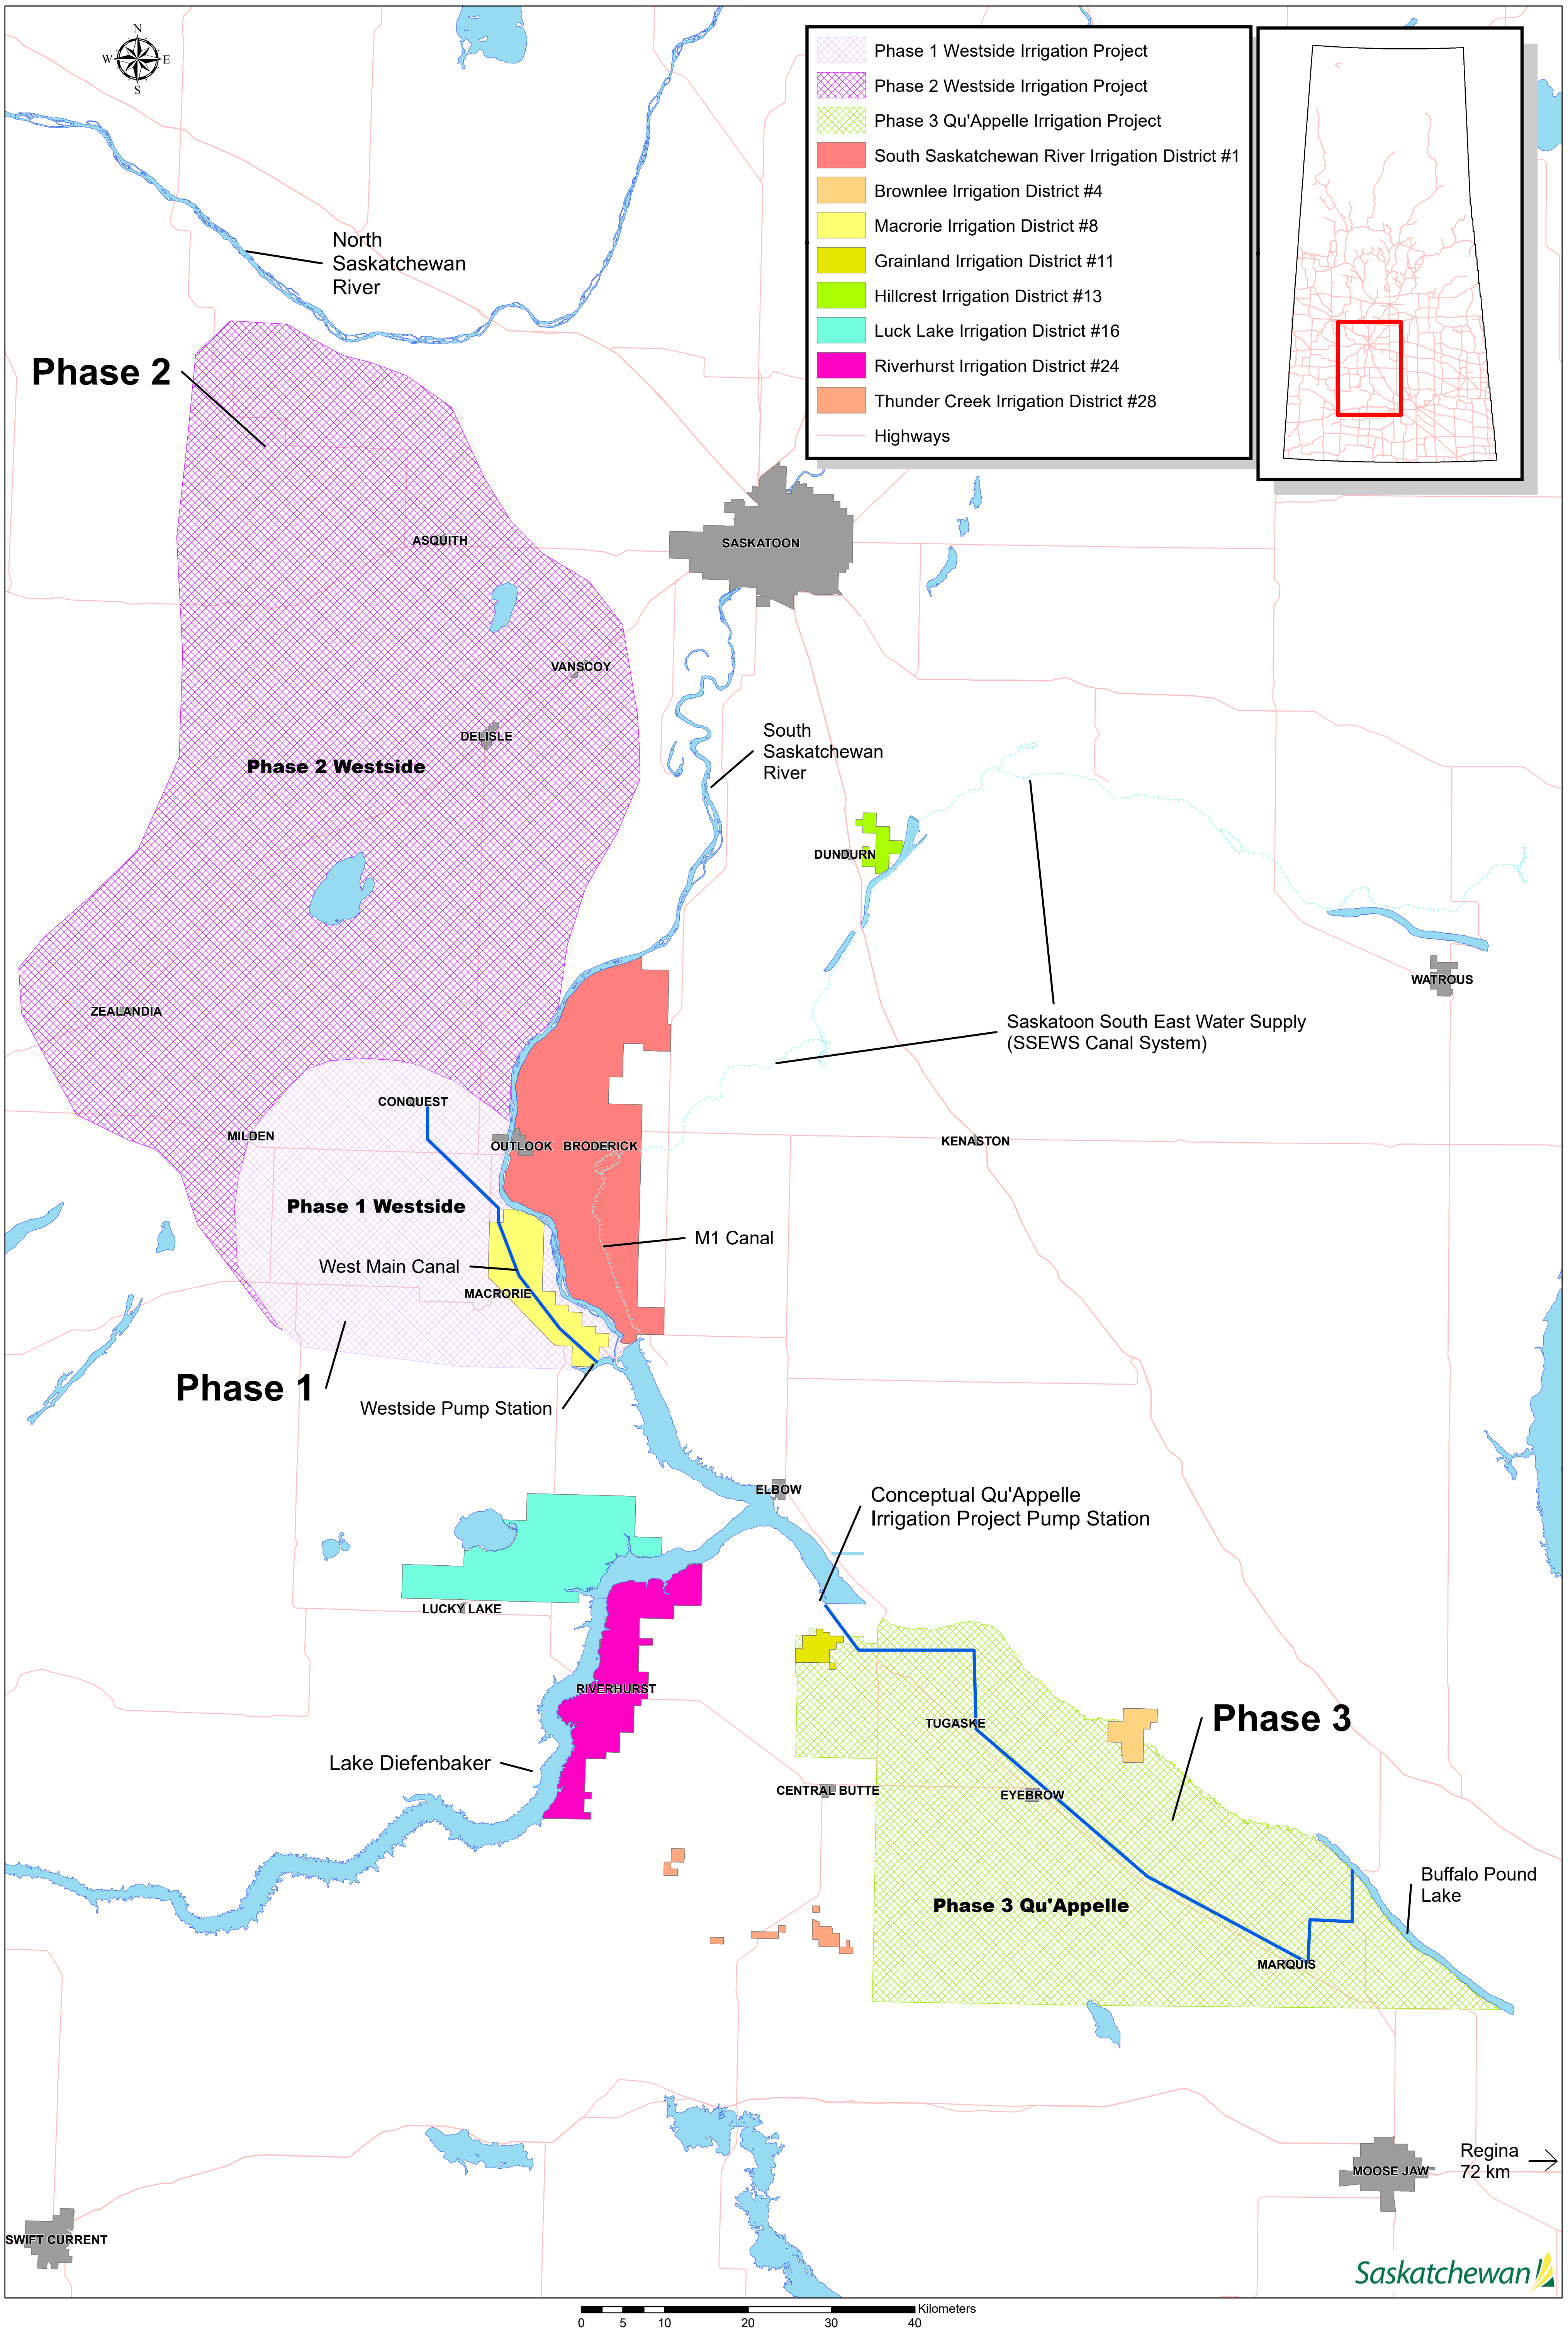 N
W E
S
Phase 1 Westside Irrigation Project
Phase 2 Westside Irrigation Project
Phase 3 Qu'Appelle Irrigation Project
South Saskatchewan River Irrigation District #1
Brownlee Irrigation District #4
Macrorie Irrigation District #8
Grainland Irrigation District #11
Hillcrest Irrigation District #13
Luck Lake Irrigation District #16
Riverhurst Irrigation District #24
Thunder Creek Irrigation District #28
Highways
North
Saskatchewan
River
Phase 2
ASQUITH
SASKATOON
VANSCOY
DELISLE
Phase 2 Westside
South
Saskatchewan
River
DUNDURN
WATROUS
ZEALANDIA
Saskatoon South East Water Supply
(SSEWS Canal System)
CONQUEST
MILDEN
OUTLOOK
BRODERICK
KENASTON
Phase 1 Westside
M1 Canal
West Main Canal
MACRORIE
Phase 1
Westside Pump Station
ELBOW
Conceptual Qu'Appelle
Irrigation Project Pump Station
LUCKY LAKE
RIVERHURST
TUGASKE
Phase 3
Lake Diefenbaker
CENTRAL BUTTE
EYEBROW
Buffalo Pound
Lake
Phase 3 Qu'Appelle
MARQUIS
Regina
72 km
MOOSE JAW
SWIFT CURRENT
Saskatchewan
Kilometers
0 5 10 20 30 40